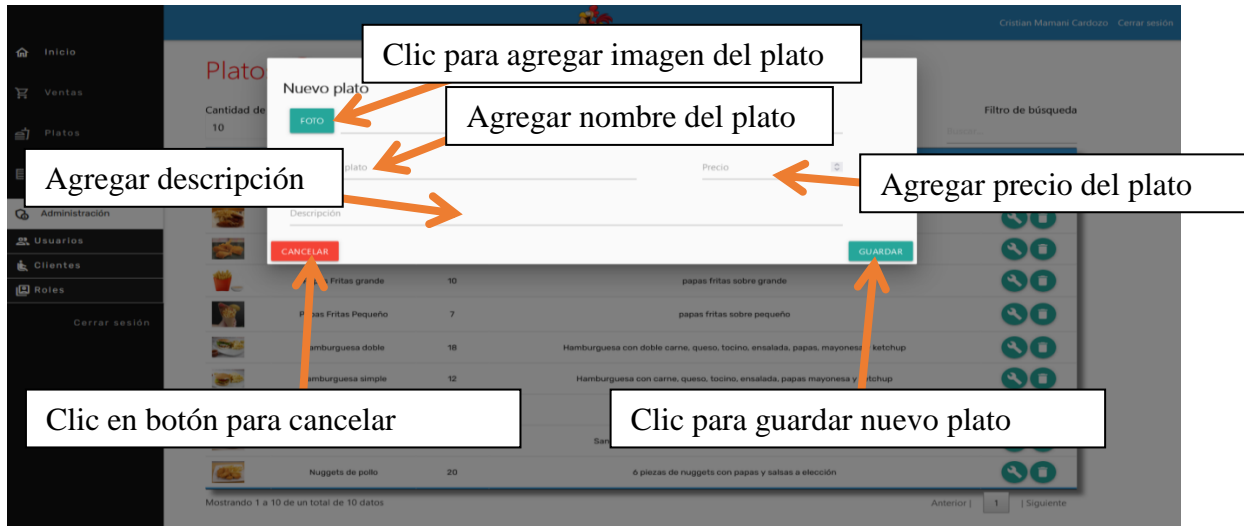 Cristian Mamani Cardozo Cerrar sesión
Inicio
Ventas
Platos
Administración
Usuarios
Clientes
Roles
Cerrar sesión
Plato
Cantidad de
10
Filtro de búsqueda
Buscar...
Clic para agregar imagen del plato
Nuevo plato
FOTO
Agregar nombre del plato
plato
Precio
Agregar descripción
Agregar precio del plato
Descripción
CANCELAR
GUARDAR
Fritas grande 10 papas fritas sobre grande
Papas Fritas Pequeño 7 papas fritas sobre pequeño
Hamburguesa doble 18 Hamburguesa con doble carne, queso, tocino, ensalada, papas, mayonesa y ketchup
Hamburguesa simple 12 Hamburguesa con carne, queso, tocino, ensalada, papas mayonesa y ketchup
Clic en botón para cancelar
Clic para guardar nuevo plato
Nuggets de pollo 20 6 piezas de nuggets con papas y salsas a elección
Mostrando 1 a 10 de un total de 10 datos
Anterior | 1 | Siguiente